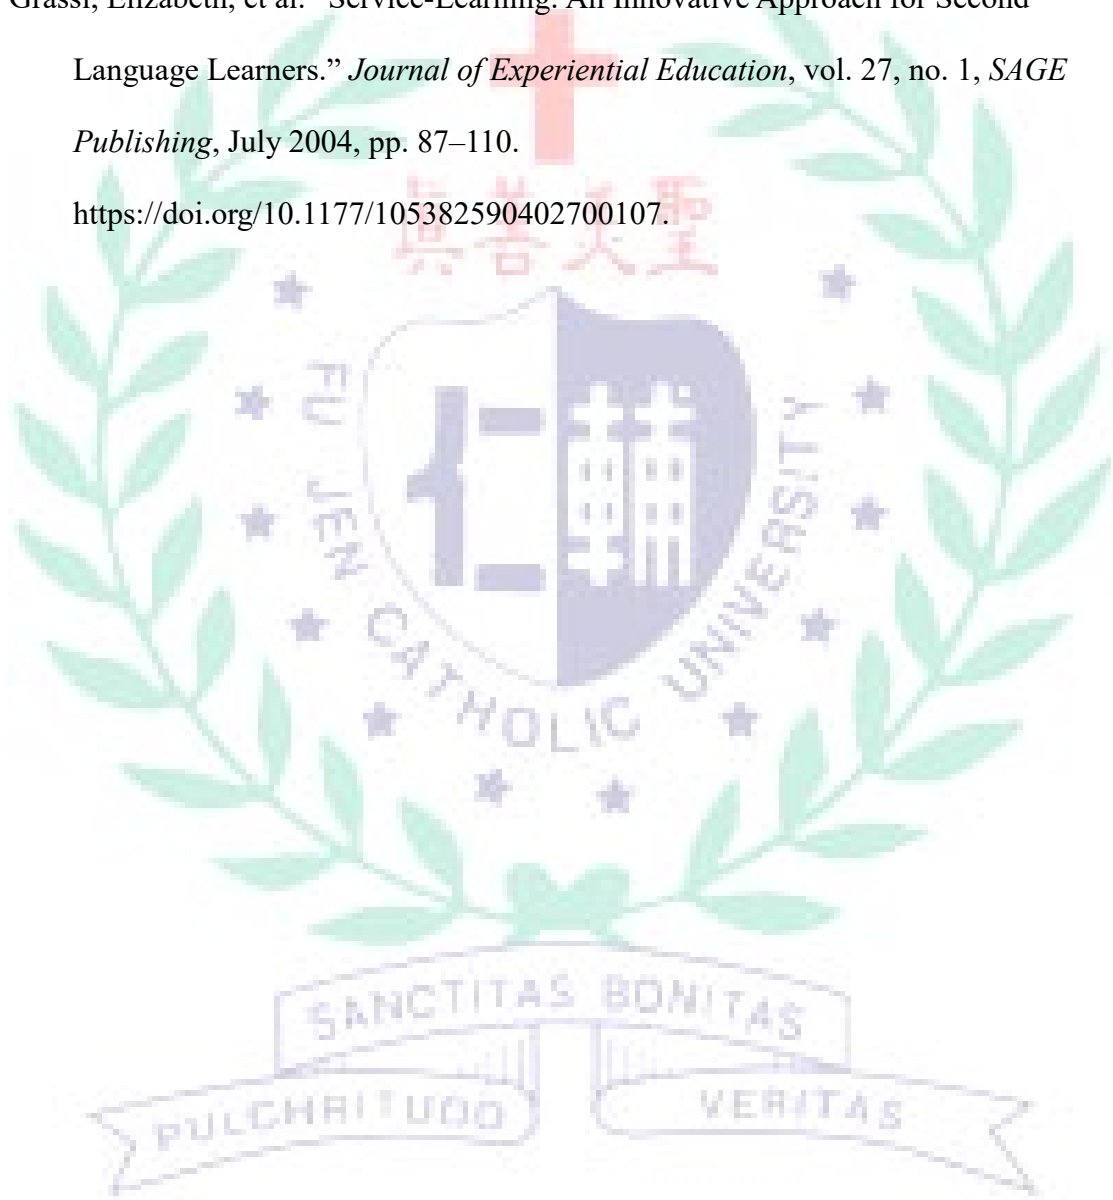 Grassi, Elizabeth, et al. “Service-Learning: An Innovative Approach for Second
Language Learners.” Journal of Experiential Education, vol. 27, no. 1, SAGE
Publishing, July 2004, pp. 87–110.
https://doi.org/10.1177/105382590402700107.
真善美聖
FU JEN CATHOLIC UNIVERSITY
仁
SANCTITAS BONITAS
PULCHRITUDO VERITAS